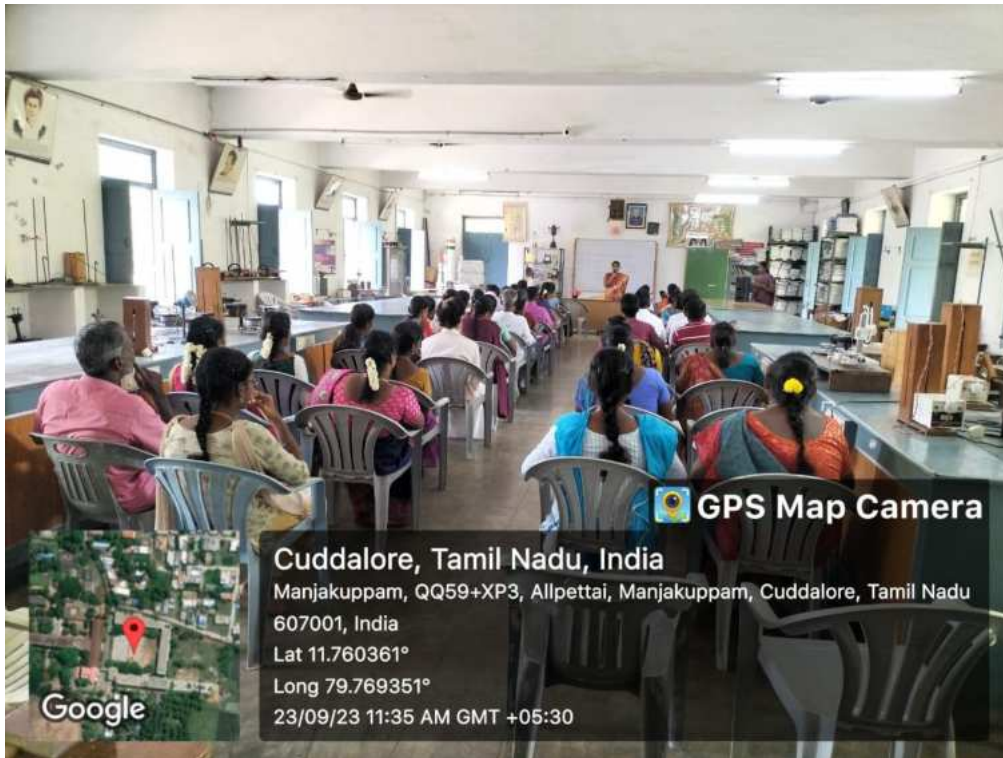 GPS Map Camera
Cuddalore, Tamil Nadu, India
Manjakuppam, QQ59+XP3, Allpettai, Manjakuppam, Cuddalore, Tamil Nadu
607001, India
Lat 11.760361°
Long 79.769351°
23/09/23 11:35 AM GMT +05:30
Google